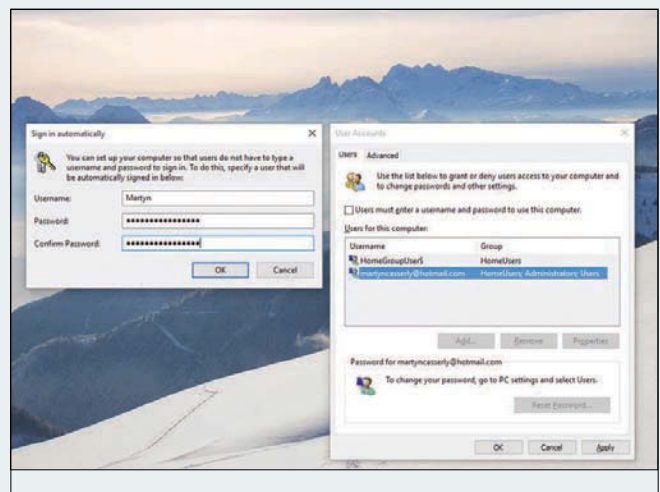 Sign in automatically
You can set up your computer so that users do not have to type a
username and password to sign in. To do this, specify a user that will
be automatically signed in below:
Username: Martyn
Password: ••••••••••••••••
Confirm Password: ••••••••••••••••
OK Cancel
User Accounts
Users Advanced
Use the list below to grant or deny users access to your computer and
to change passwords and other settings.
Users must enter a username and password to use this computer.
Users for this computer:
Username Group
HomeGroupUser$ HomeUsers
martyncasserly@hotmail.com HomeUsers; Administrators; Users
Add... Remove Properties
Password for martyncasserly@hotmail.com
To change your password, go to PC settings and select Users.
Reset Password...
OK Cancel Apply